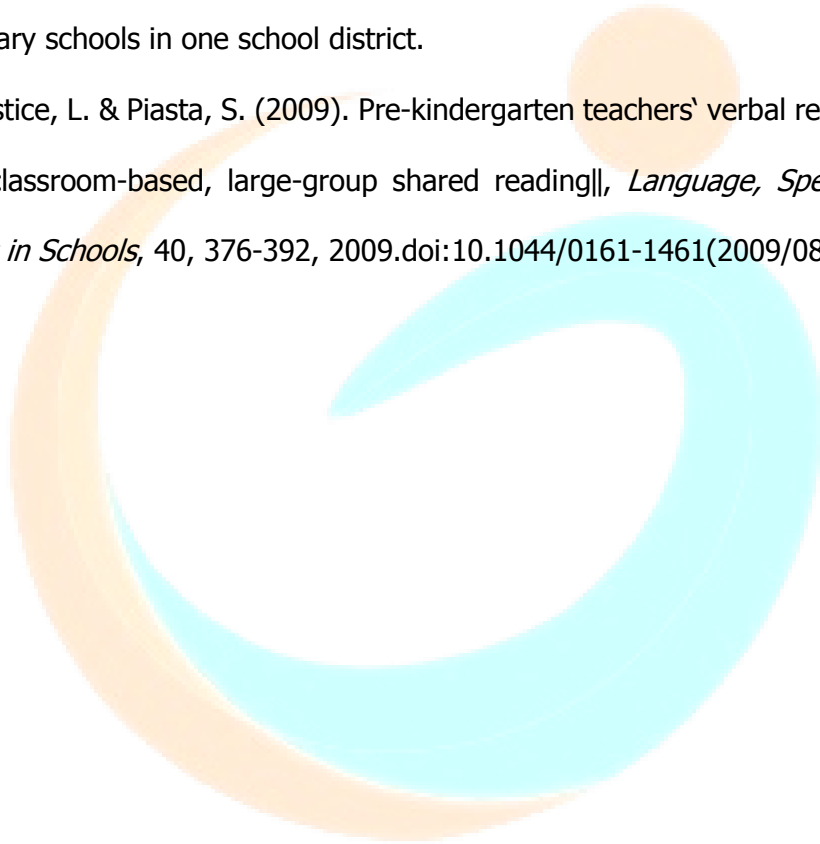 ary schools in one school district.
stice, L. & Piasta, S. (2009). Pre-kindergarten teachers‘ verbal re
classroom-based, large-group shared reading‖, Language, Spe
in Schools, 40, 376-392, 2009.doi:10.1044/0161-1461(2009/08